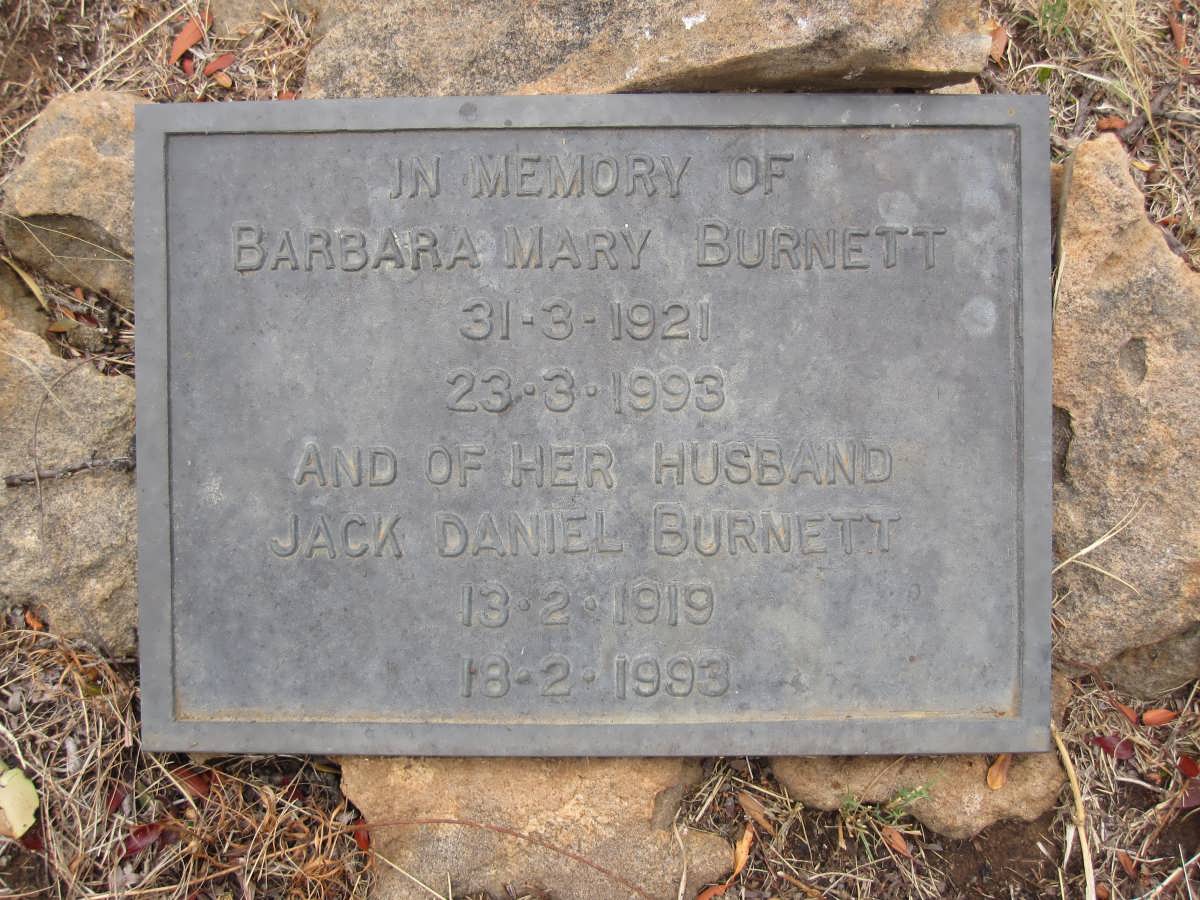 IN MEMORY OF
BARBARA MARY BURNETT
31-3-1921
23·3·1993
AND OF HER HUSBAND
JACK DANIEL BURNETT
13·2·1919
18·2·1993